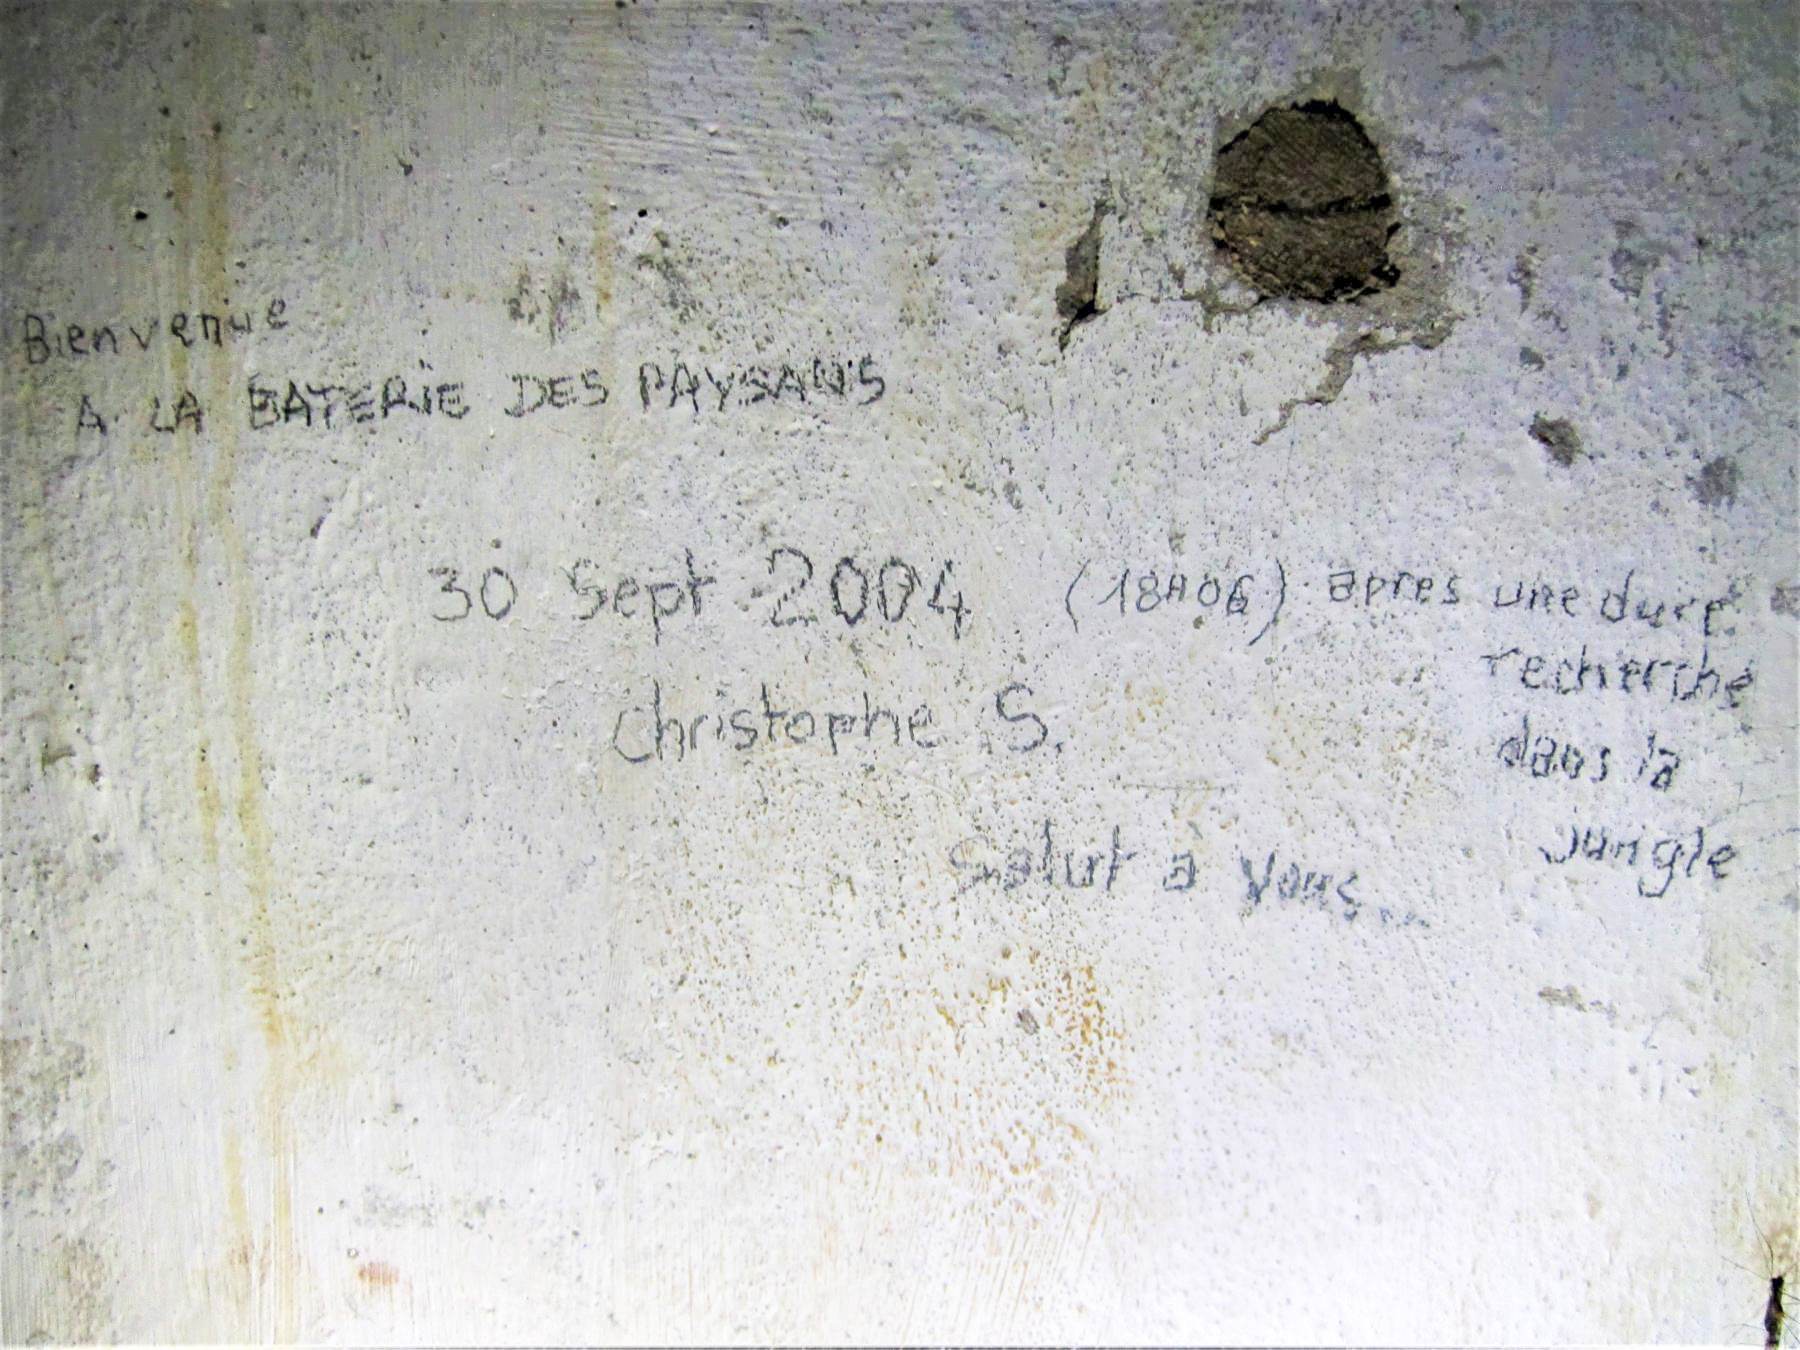 Bienvenue
A LA BATERIE DES PAYSANS
30 Sept 2004 (18H06) apres une dure
recherche
Christophe S.
dans la
Jungle
Salut à Vous...